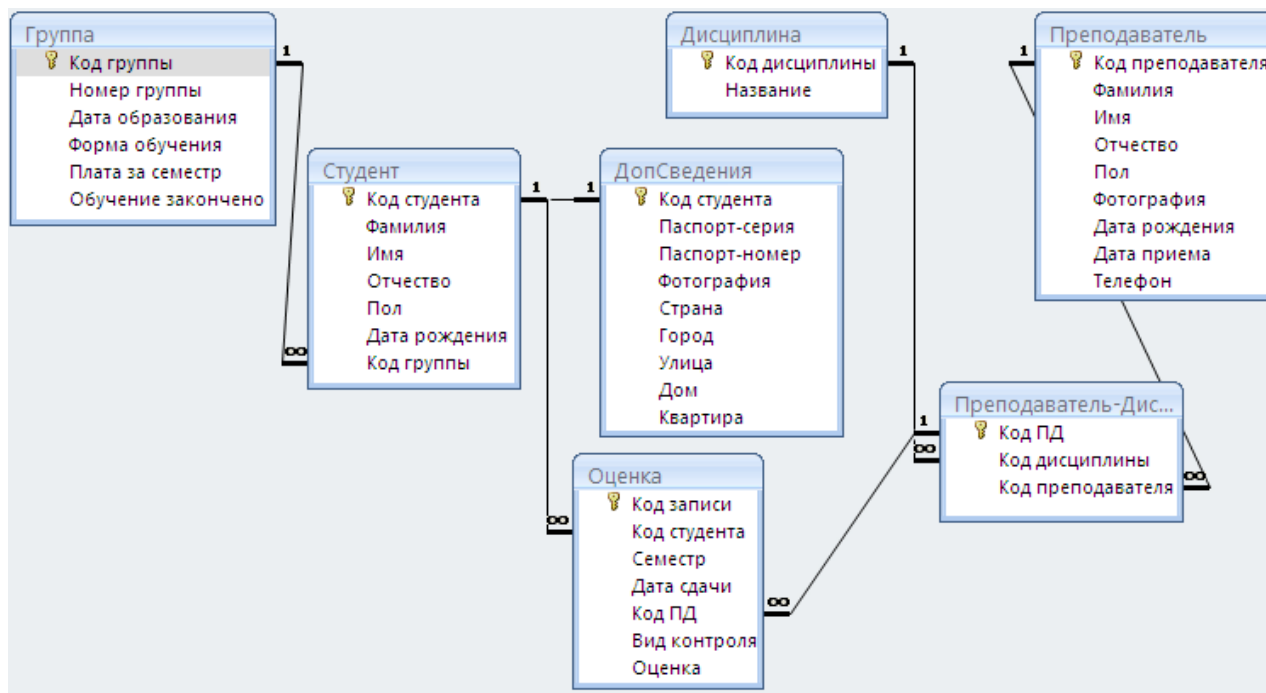 Группа
Код группы
Номер группы
Дата образования
Форма обучения
Плата за семестр
Обучение закончено
1
∞
Студент
Код студента
Фамилия
Имя
Отчество
Пол
Дата рождения
Код группы
1
1
ДопСведения
Код студента
Паспорт-серия
Паспорт-номер
Фотография
Страна
Город
Улица
Дом
Квартира
Дисциплина
Код дисциплины
Название
1
Преподаватель
Код преподавателя
Фамилия
Имя
Отчество
Пол
Фотография
Дата рождения
Дата приема
Телефон
1
Преподаватель-Дис...
Код ПД
Код дисциплины
Код преподавателя
1
∞
∞
Оценка
Код записи
Код студента
Семестр
Дата сдачи
Код ПД
Вид контроля
Оценка
∞
∞